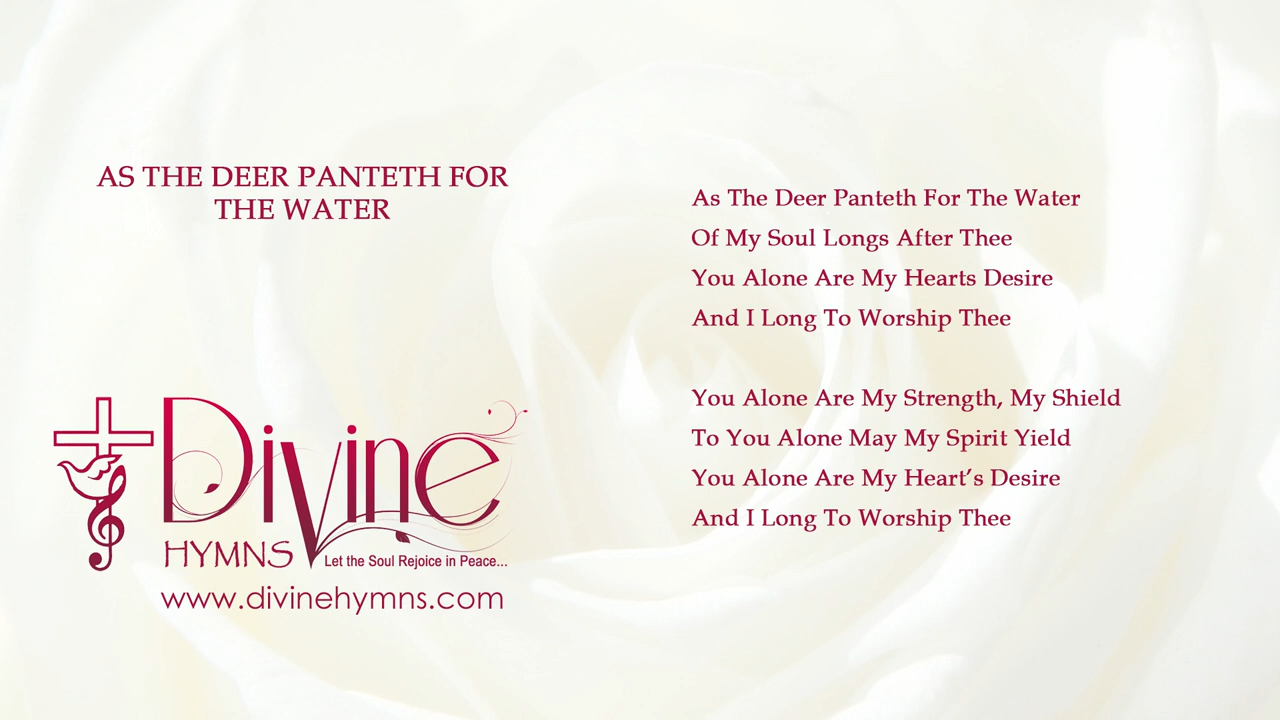 AS THE DEER PANTETH FOR
THE WATER
Divine
HYMNS
Let the Soul Rejoice in Peace...
www.divinehymns.com
As The Deer Panteth For The Water
Of My Soul Longs After Thee
You Alone Are My Hearts Desire
And I Long To Worship Thee
You Alone Are My Strength, My Shield
To You Alone May My Spirit Yield
You Alone Are My Heart’s Desire
And I Long To Worship Thee